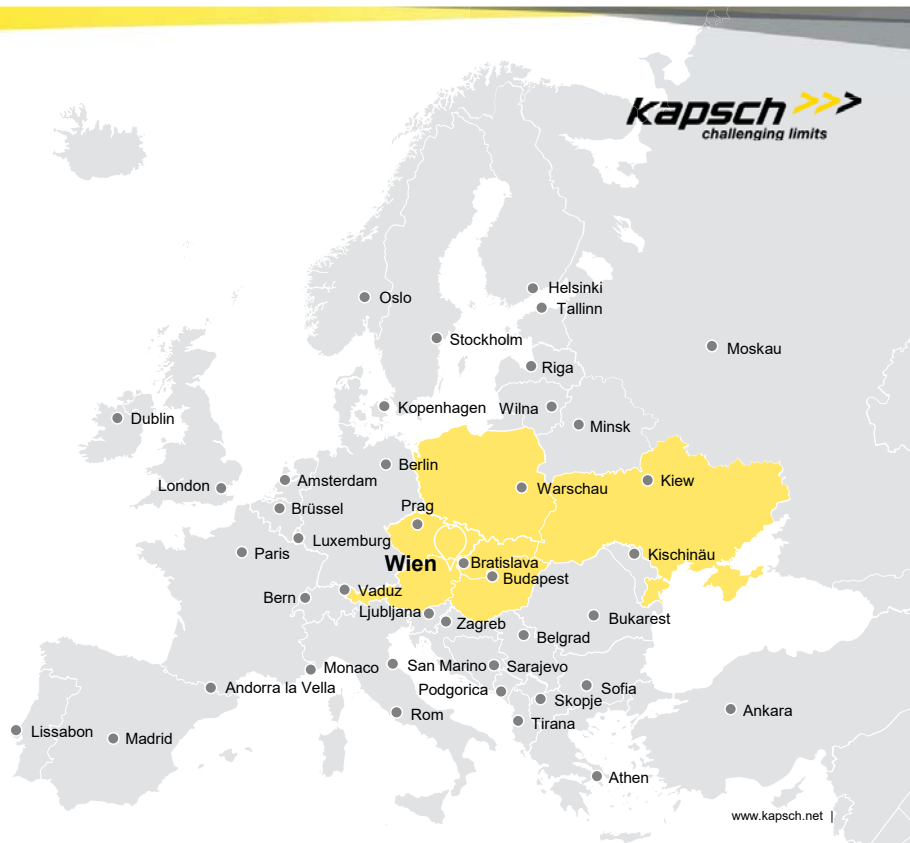 kapsch >>>
challenging limits
Helsinki
Oslo
Tallinn
Stockholm
Moskau
Riga
Kopenhagen
Wilna
Dublin
Minsk
Berlin
London
Amsterdam
Warschau
Kiew
Prag
Brüssel
Luxemburg
Paris
Kischinäu
Wien
Bratislava
Budapest
Bern
Vaduz
Ljubljana
Zagreb
Bukarest
Belgrad
Monaco
San Marino
Sarajevo
Andorra la Vella
Podgorica
Sofia
Skopje
Rom
Ankara
Tirana
Lissabon
Madrid
Athen
www.kapsch.net |